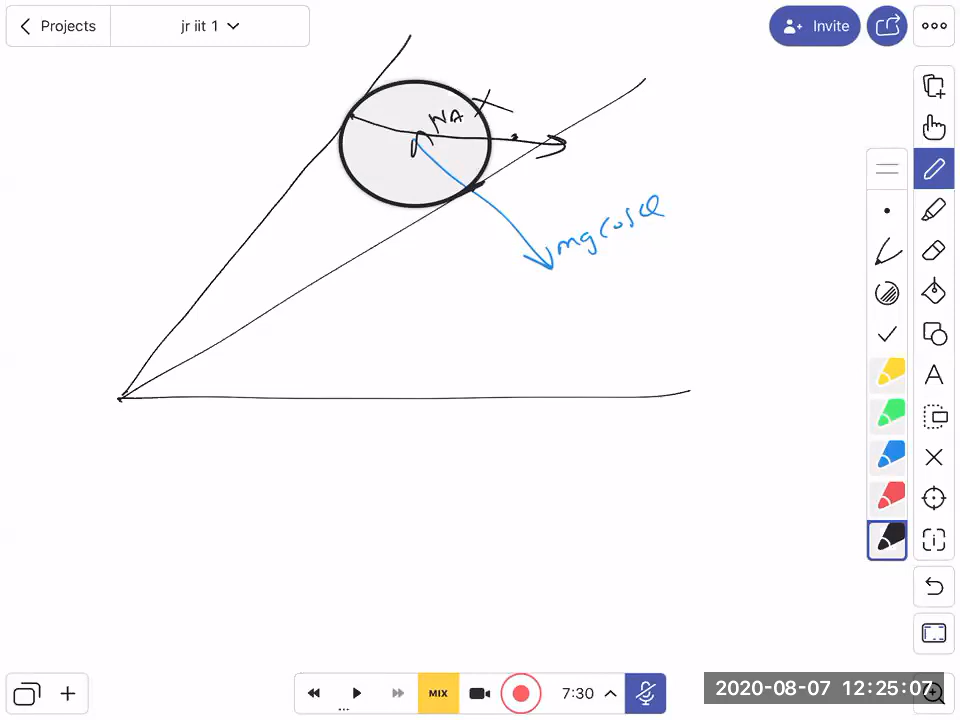 Projects
jr iit 1
Invite
NA
mg cos θ
A
MIX
7:30
2020-08-07 12:25:07